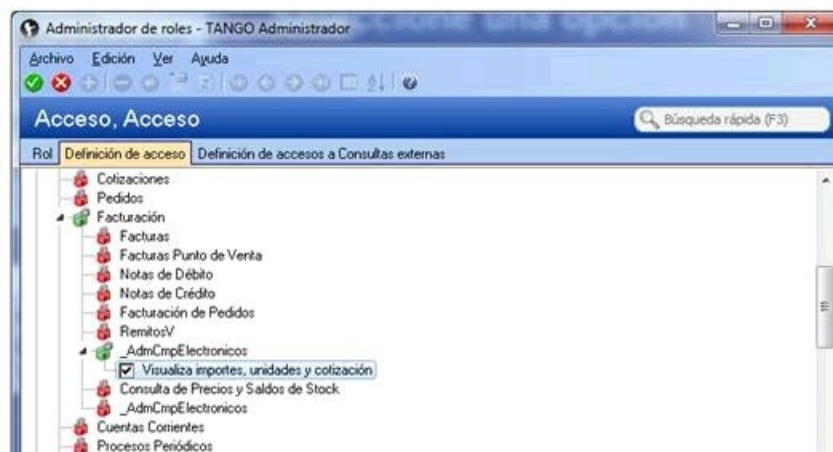 Administrador de roles - TANGO Administrador
Archivo Edición Ver Ayuda
Acceso, Acceso
Búsqueda rápida (F3)
Rol Definición de acceso Definición de accesos a Consultas externas
Cotizaciones
Pedidos
Facturación
Facturas
Facturas Punto de Venta
Notas de Débito
Notas de Crédito
Facturación de Pedidos
RemitosV
_AdmCmpElectronicos
Visualiza importes, unidades y cotización
Consulta de Precios y Saldos de Stock
_AdmCmpElectronicos
Cuentas Corrientes
Procesos Periódicos